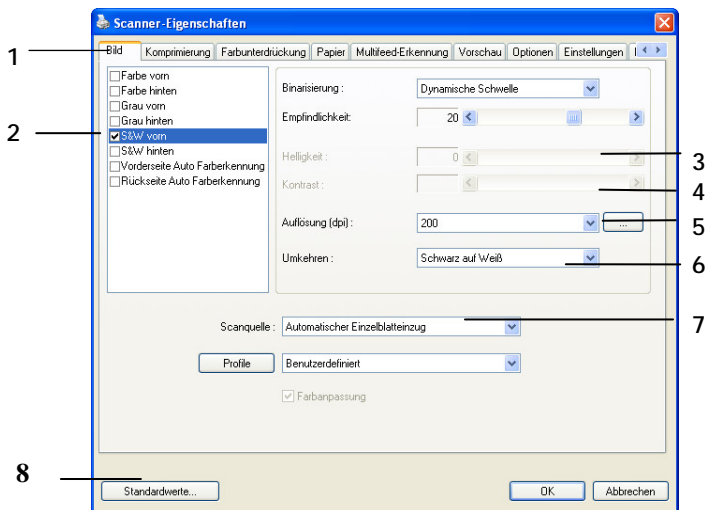 Scanner-Eigenschaften
1
Bild Komprimierung Farbunterdrückung Papier Multifeed-Erkennung Vorschau Optionen Einstellungen
2
Farbe vorn
Farbe hinten
Grau vorn
Grau hinten
S&W vorn
S&W hinten
Vorderseite Auto Farberkennung
Rückseite Auto Farberkennung
Binarisierung : Dynamische Schwelle
Empfindlichkeit: 20
Helligkeit : 0
3
Kontrast :
4
Auflösung (dpi) : 200 ...
5
Umkehren : Schwarz auf Weiß
6
Scanquelle : Automatischer Einzelblatteinzug
7
Profile Benutzerdefiniert
Farbanpassung
8
Standardwerte... OK Abbrechen